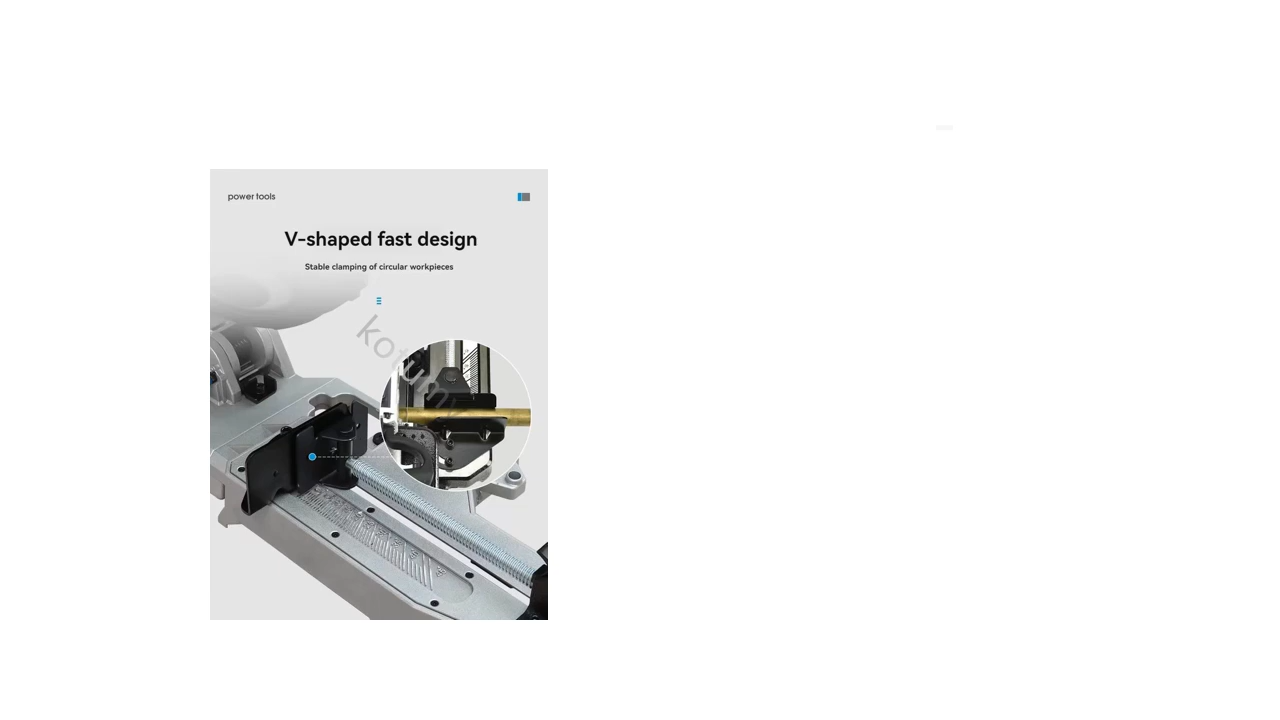 power tools
V-shaped fast design
Stable clamping of circular workpieces